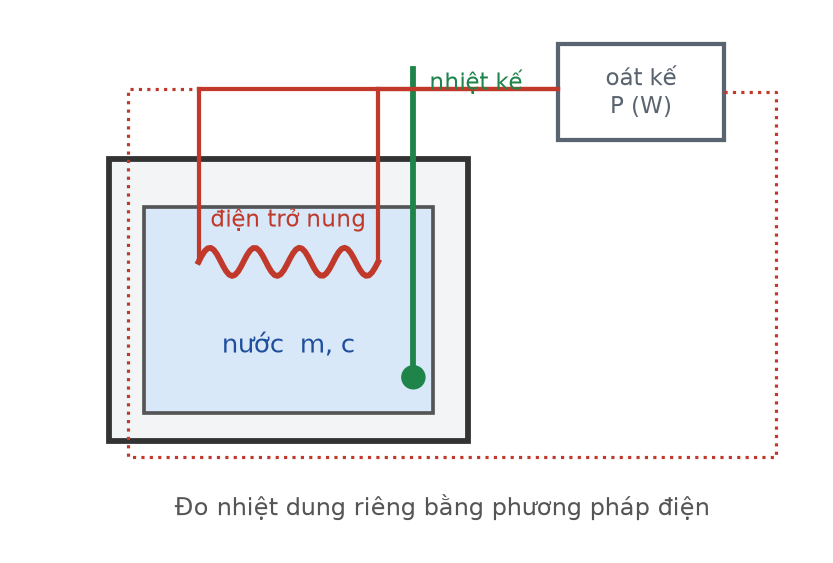 nhiệt kế
oát kế
P (W)
điện trở nung
nước m, c
Đo nhiệt dung riêng bằng phương pháp điện